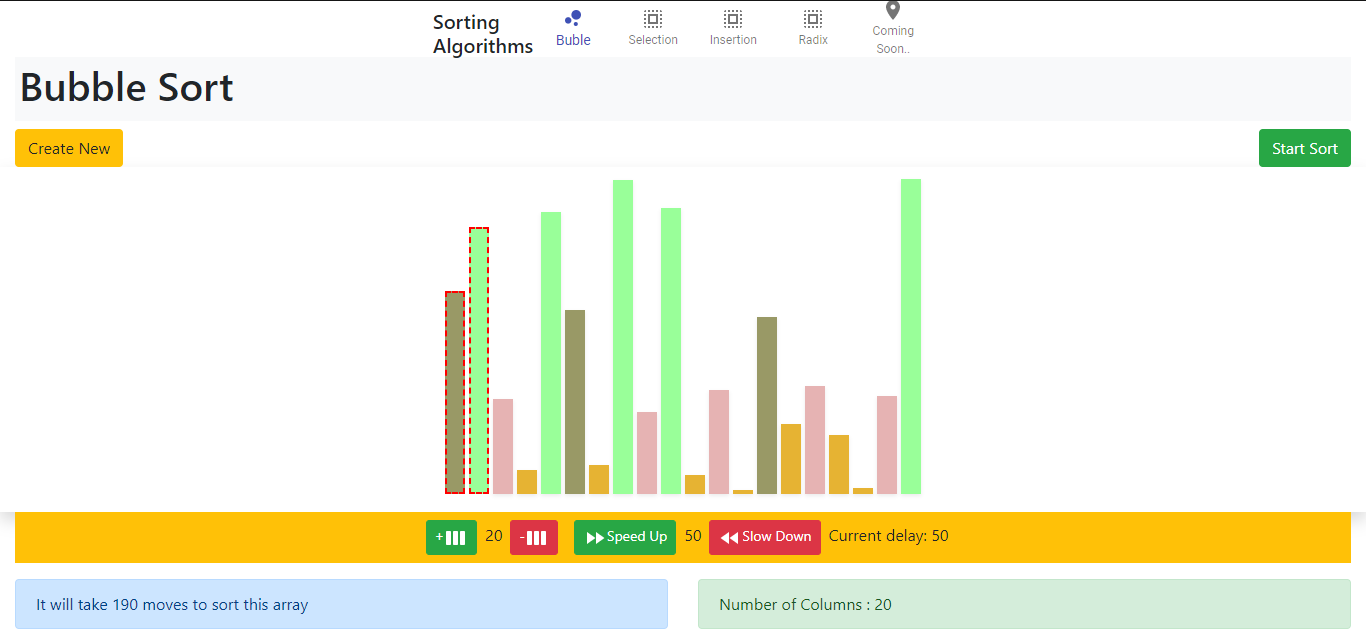 Sorting
Algorithms
Buble
Selection
Insertion
Radix
Coming
Soon..
Bubble Sort
Create New
Start Sort
+
20
-
Speed Up
50
Slow Down
Current delay: 50
It will take 190 moves to sort this array
Number of Columns : 20